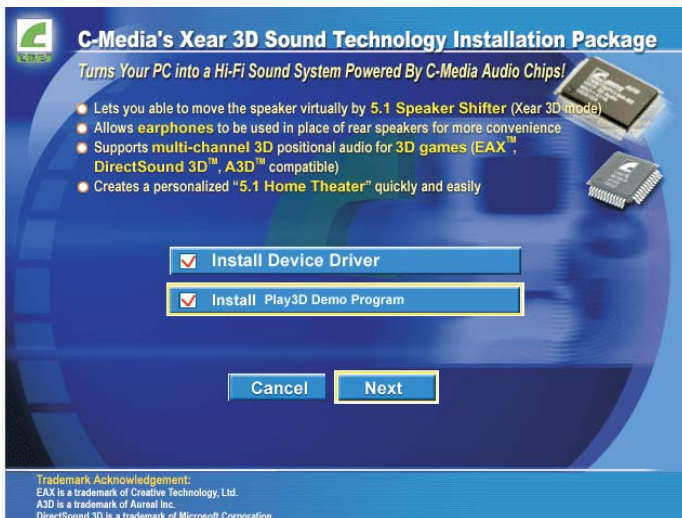 C-Media's Xear 3D Sound Technology Installation Package
Turns Your PC into a Hi-Fi Sound System Powered By C-Media Audio Chips!
Lets you able to move the speaker virtually by 5.1 Speaker Shifter (Xear 3D mode)
Allows earphones to be used in place of rear speakers for more convenience
Supports multi-channel 3D positional audio for 3D games (EAX™,
DirectSound 3D™, A3D™ compatible)
Creates a personalized “5.1 Home Theater” quickly and easily
Install Device Driver
Install Play3D Demo Program
Cancel Next
Trademark Acknowledgement:
EAX is a trademark of Creative Technology, Ltd.
A3D is a trademark of Aureal Inc.
DirectSound 3D is a trademark of Microsoft Corporation